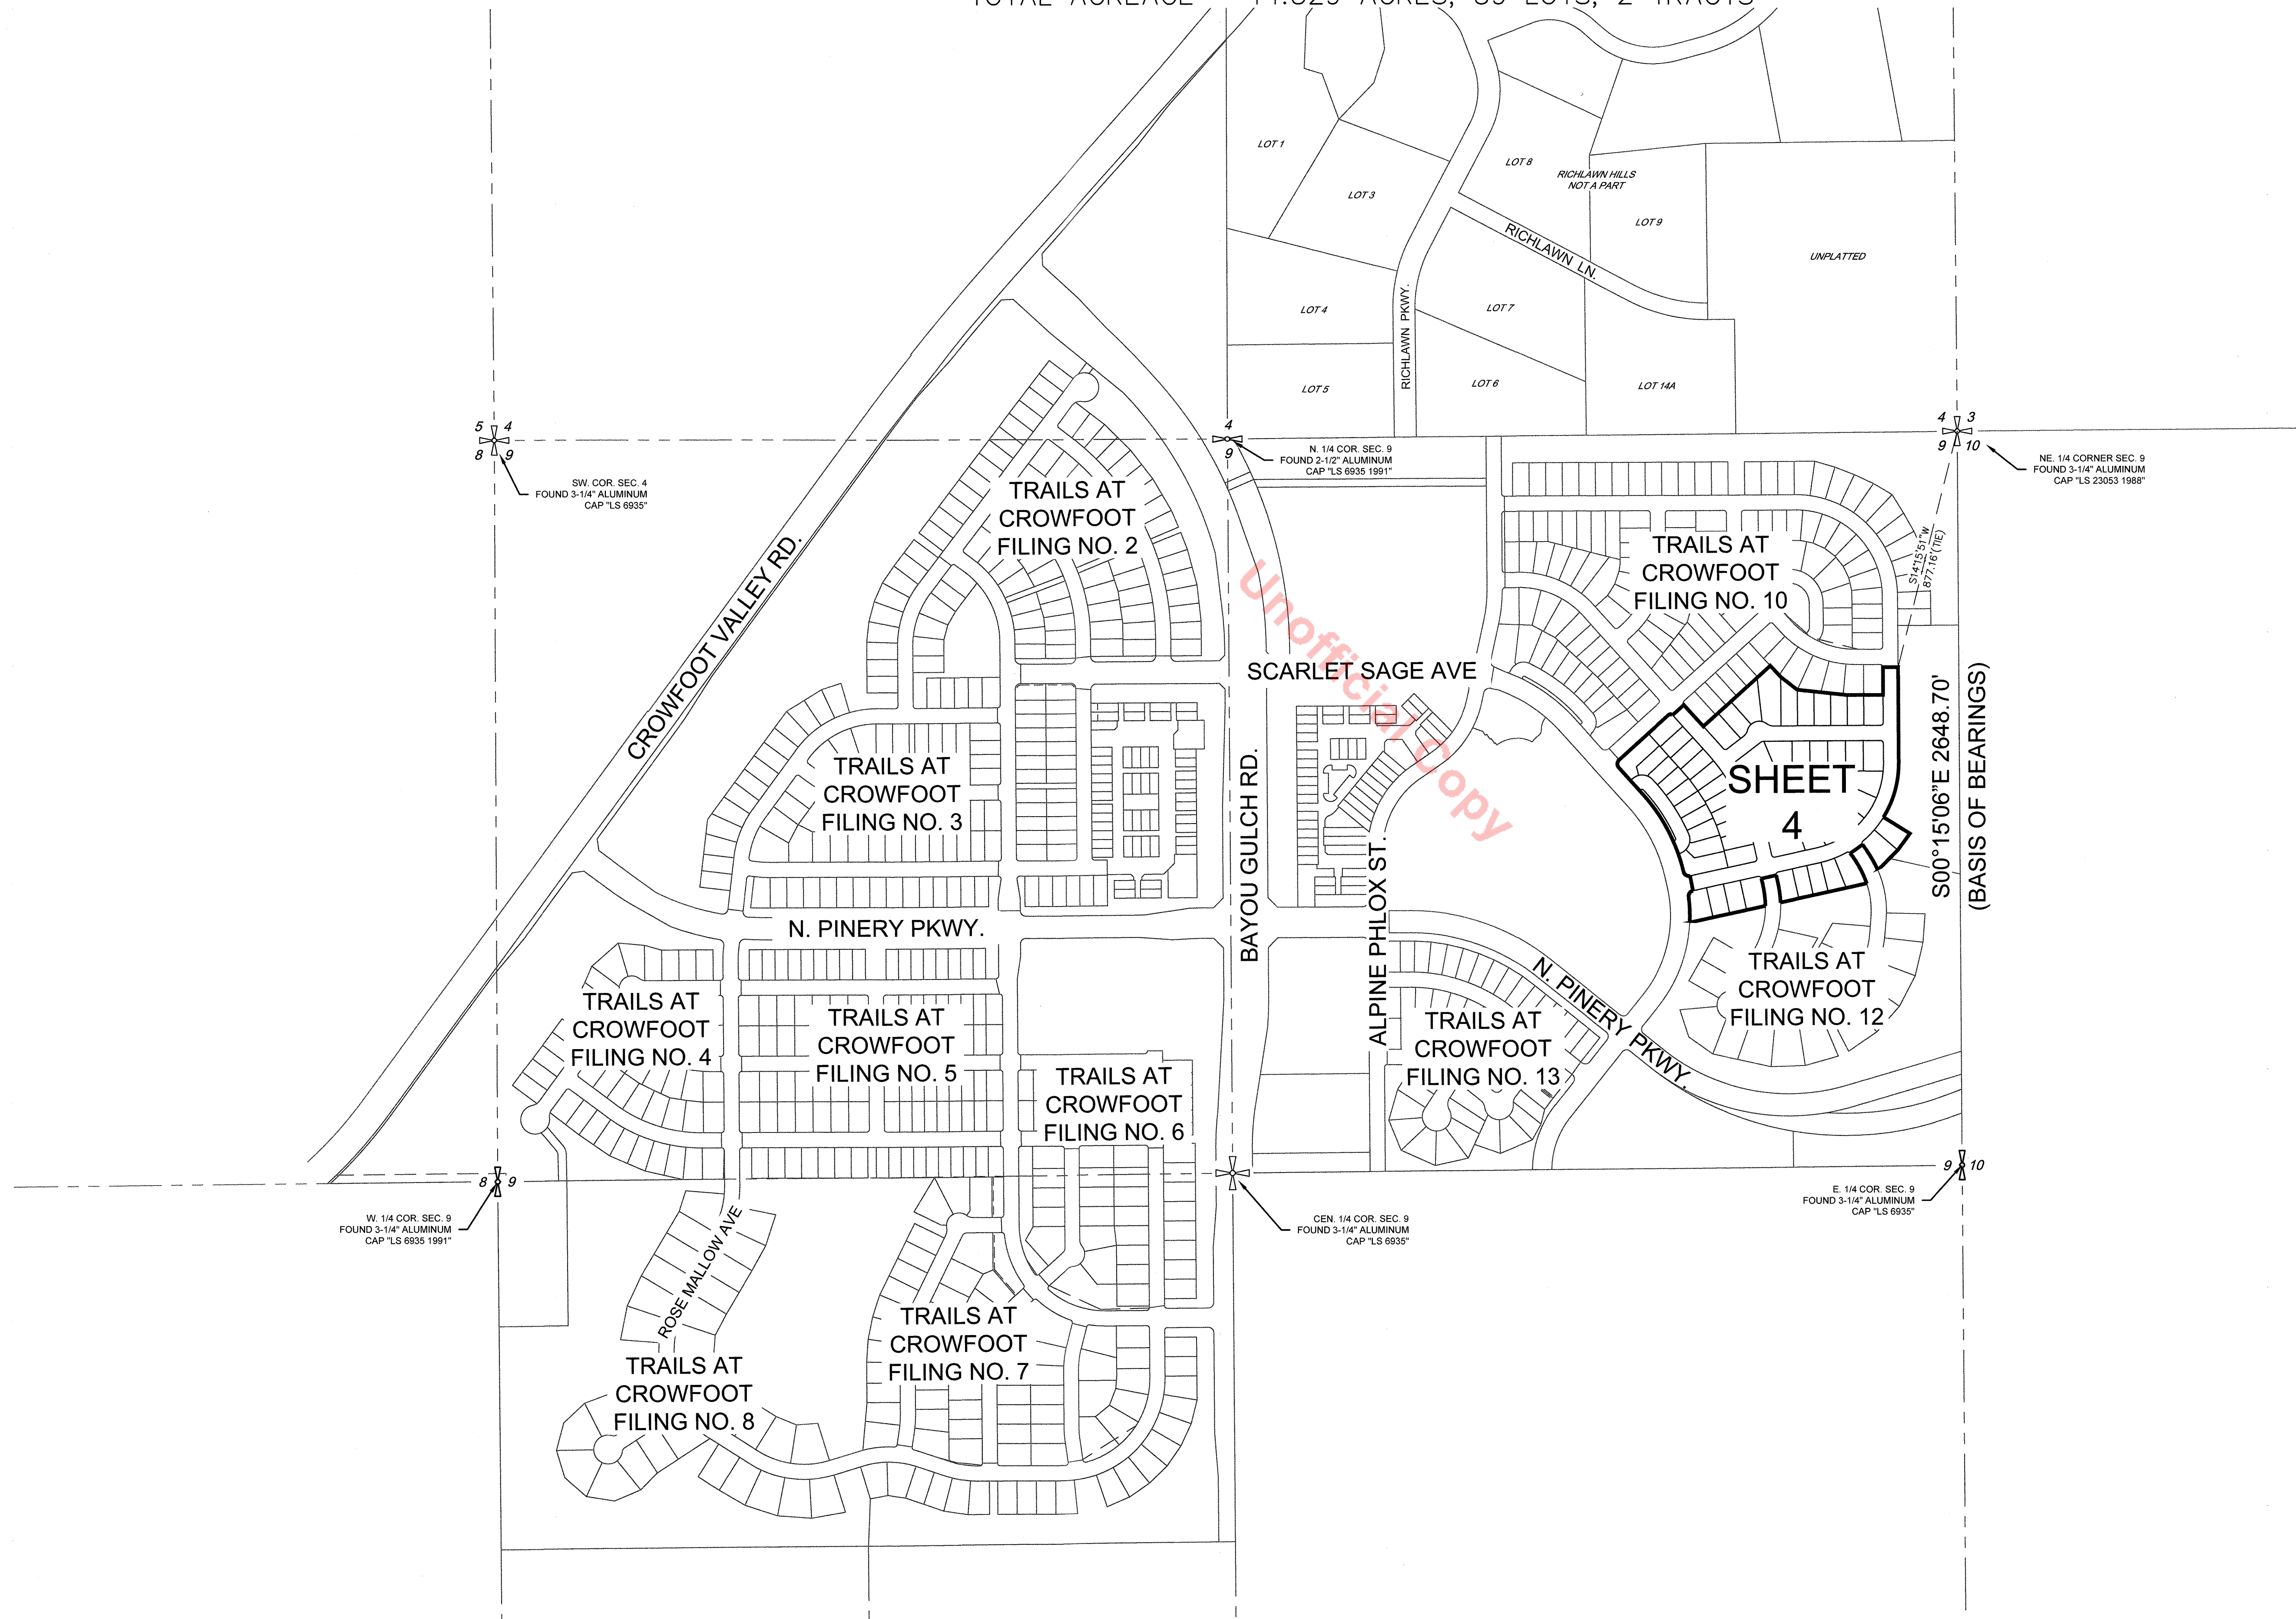 LOT 1
LOT 8
RICHLAWN HILLS
NOT A PART
LOT 3
LOT 9
RICHLAWN LN.
UNPLATTED
LOT 4
LOT 7
RICHLAWN PKWY.
LOT 5
LOT 6
LOT 14A
5 4
8 9
SW. COR. SEC. 4
FOUND 3-1/4" ALUMINUM
CAP "LS 6935"
4
9
N. 1/4 COR. SEC. 9
FOUND 2-1/2" ALUMINUM
CAP "LS 6935 1991"
4 3
9 10
NE. 1/4 CORNER SEC. 9
FOUND 3-1/4" ALUMINUM
CAP "LS 23053 1988"
TRAILS AT
CROWFOOT
FILING NO. 2
TRAILS AT
CROWFOOT
FILING NO. 10
S14°15'51"W
877.16'(TIE)
CROWFOOT VALLEY RD.
Unofficial Copy
SCARLET SAGE AVE
TRAILS AT
CROWFOOT
FILING NO. 3
BAYOU GULCH RD.
ALPINE PHLOX ST.
SHEET
4
S00°15'06"E 2648.70'
(BASIS OF BEARINGS)
N. PINERY PKWY.
N. PINERY PKWY.
TRAILS AT
CROWFOOT
FILING NO. 12
TRAILS AT
CROWFOOT
FILING NO. 4
TRAILS AT
CROWFOOT
FILING NO. 5
TRAILS AT
CROWFOOT
FILING NO. 6
TRAILS AT
CROWFOOT
FILING NO. 13
8 9
W. 1/4 COR. SEC. 9
FOUND 3-1/4" ALUMINUM
CAP "LS 6935 1991"
CEN. 1/4 COR. SEC. 9
FOUND 3-1/4" ALUMINUM
CAP "LS 6935"
9 10
E. 1/4 COR. SEC. 9
FOUND 3-1/4" ALUMINUM
CAP "LS 6935"
ROSE MALLOW AVE
TRAILS AT
CROWFOOT
FILING NO. 7
TRAILS AT
CROWFOOT
FILING NO. 8